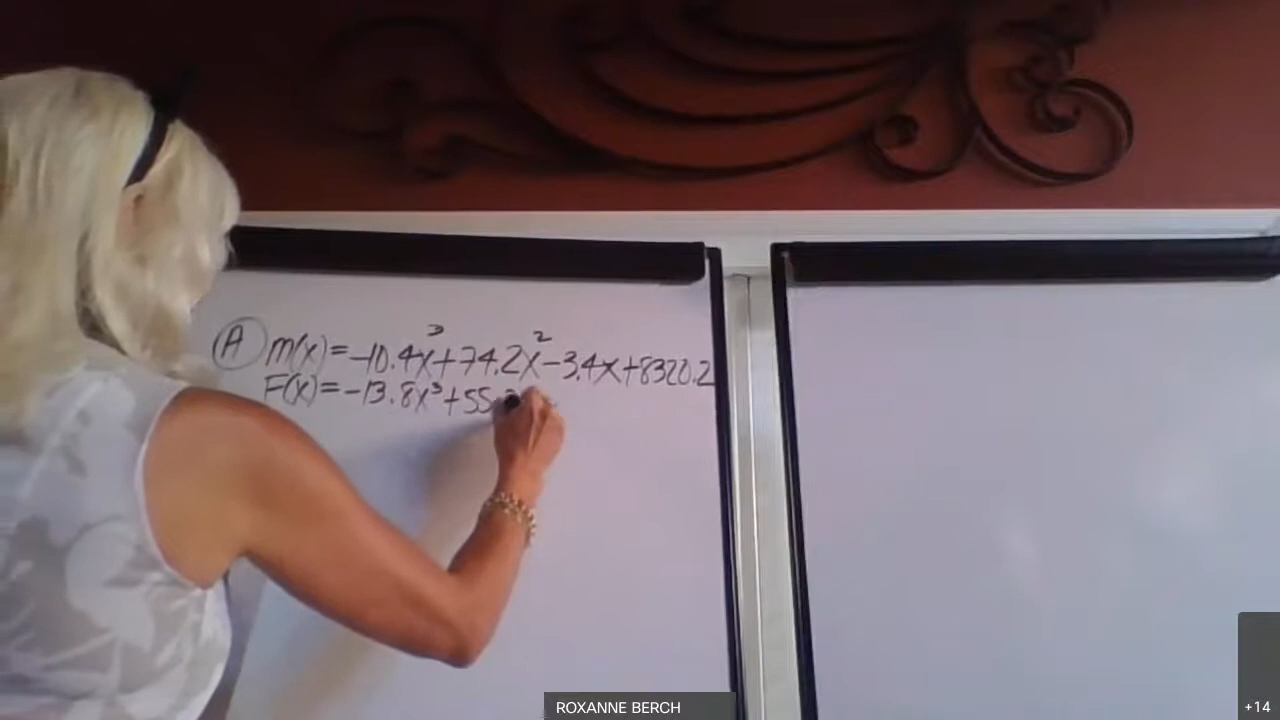 A m(x)=-10.4x³+74.2x²-3.4x+8320.2
F(x)=-13.8x³+55
ROXANNE BERCH
+14